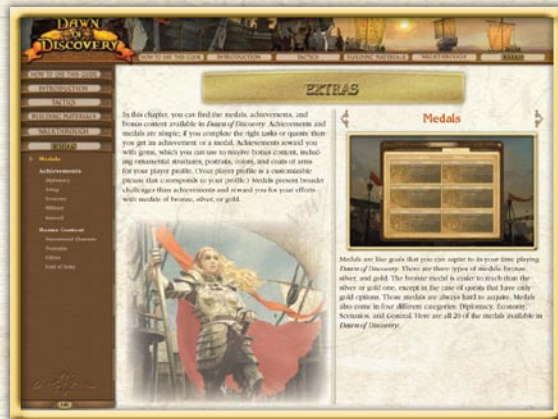 DAWN
OF
DISCOVERY
HOW TO USE THIS GUIDE
INTRODUCTION
TACTICS
BUILDING MATERIALS
WALKTHROUGH
EXTRAS
HOW TO USE THIS GUIDE
INTRODUCTION
TACTICS
BUILDING MATERIALS
WALKTHROUGH
EXTRAS
Medals
Achievements
Diplomacy
Economy
Military
General
Bonus Content
Ornamental Elements
Portraits
Colors
Coat of Arms
EXTRAS
In this chapter, you can find the medals, achievements, and
bonus content available in Dawn of Discovery. Achievements and
medals are simple; if you complete the right tasks or quests then
you get an achievement or a medal. Achievements reward you
with gems, which you can use to receive bonus content, includ-
ing ornamental structures, portraits, colors, and coats of arms
for your player profile. (Your player profile is a customizable
picture that corresponds to your profile.) Medals present broader
challenges than achievements and reward you for your efforts
with medals of bronze, silver, or gold.
Medals
Medals are like goals that you can aspire to in your time playing
Dawn of Discovery. There are three types of medals: bronze,
silver, and gold. The bronze medal is easier to reach than the
silver or gold one, except in the case of quests that have only
gold options. Those medals are always hard to acquire. Medals
also come in four different categories: Diplomacy, Economy,
Scenarios, and General. Here are all 20 of the medals available in
Dawn of Discovery.